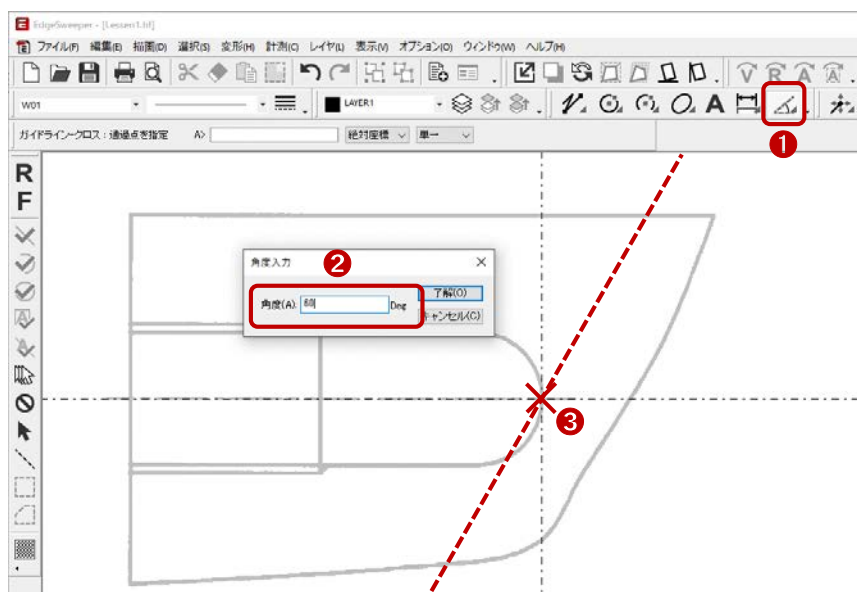 EdgeSweeper - [Lesson1.hf]
ファイル(F) 編集(E) 描画(D) 選択(S) 変形(H) 計測(C) レイヤ(L) 表示(V) オプション(O) ウィンドウ(W) ヘルプ(H)
V R A A
W01 LAYER1 A
❶
ガイドライン-クロス：通過点を指定 A> 絶対座標 単一
R
F
角度入力 ❷
角度(A): 60 Deg 了解(O)
キャンセル(C)
❸